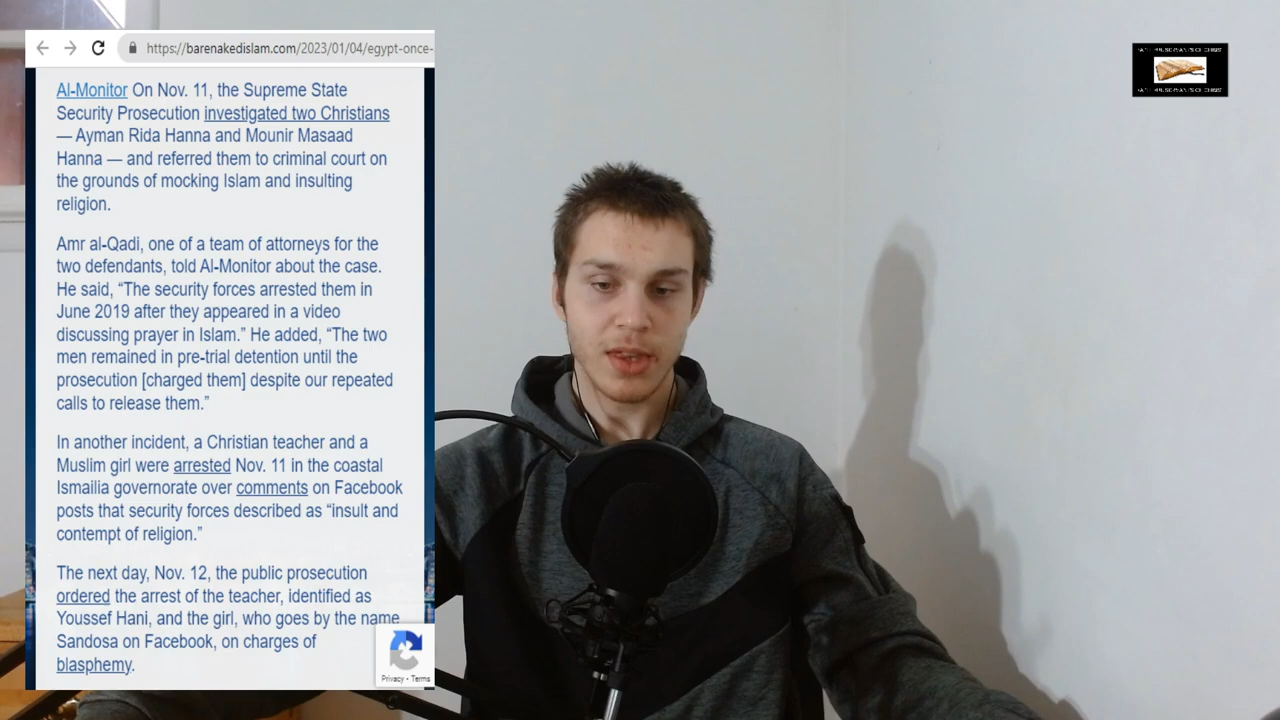 https://barenakedislam.com/2023/01/04/egypt-once-
Al-Monitor On Nov. 11, the Supreme State
Security Prosecution investigated two Christians
— Ayman Rida Hanna and Mounir Masaad
Hanna — and referred them to criminal court on
the grounds of mocking Islam and insulting
religion.
Amr al-Qadi, one of a team of attorneys for the
two defendants, told Al-Monitor about the case.
He said, “The security forces arrested them in
June 2019 after they appeared in a video
discussing prayer in Islam.” He added, “The two
men remained in pre-trial detention until the
prosecution [charged them] despite our repeated
calls to release them.”
In another incident, a Christian teacher and a
Muslim girl were arrested Nov. 11 in the coastal
Ismailia governorate over comments on Facebook
posts that security forces described as “insult and
contempt of religion.”
The next day, Nov. 12, the public prosecution
ordered the arrest of the teacher, identified as
Youssef Hani, and the girl, who goes by the name
Sandosa on Facebook, on charges of
blasphemy.
Privacy - Terms